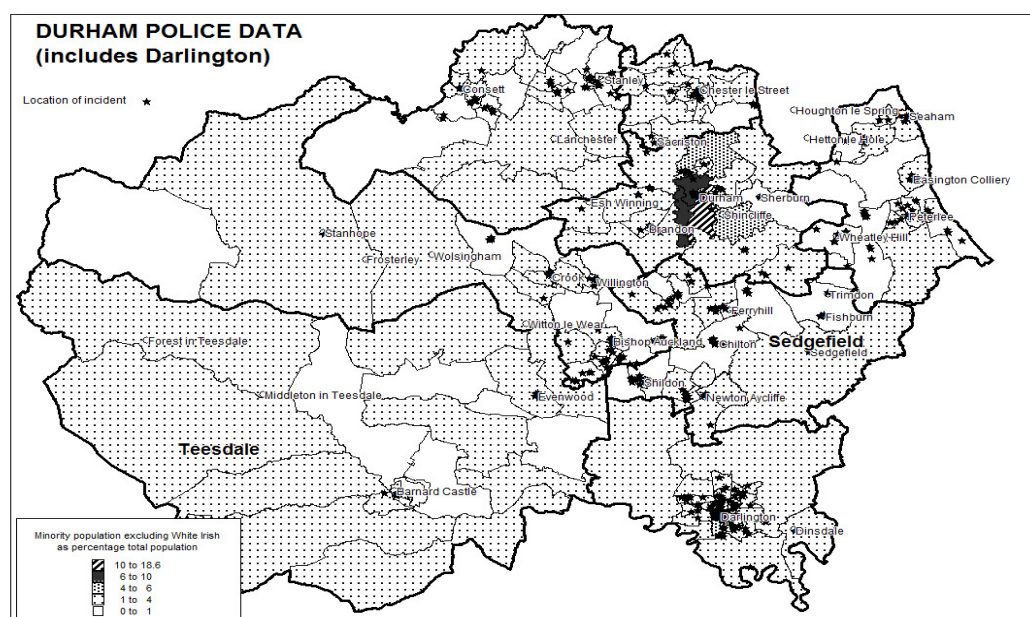 DURHAM POLICE DATA
(includes Darlington)
Location of incident
Consett
Stanley
Chester le Street
Houghton le Spring
Seaham
Lanchester
Sacriston
Hetton le Hole
Easington Colliery
Esh Winning
Durham
Sherburn
Shincliffe
Peterlee
Stanhope
Brandon
Wheatley Hill
Frosterley
Wolsingham
Crook
Willington
Trimdon
Ferryhill
Fishburn
Witton le Wear
Forest in Teesdale
Bishop Auckland
Chilton
Sedgefield
Sedgefield
Shildon
Middleton in Teesdale
Evenwood
Newton Aycliffe
Teesdale
Barnard Castle
Darlington
Dinsdale
Minority population excluding White Irish
as percentage total population
10 to 18.6
6 to 10
4 to 6
1 to 4
0 to 1